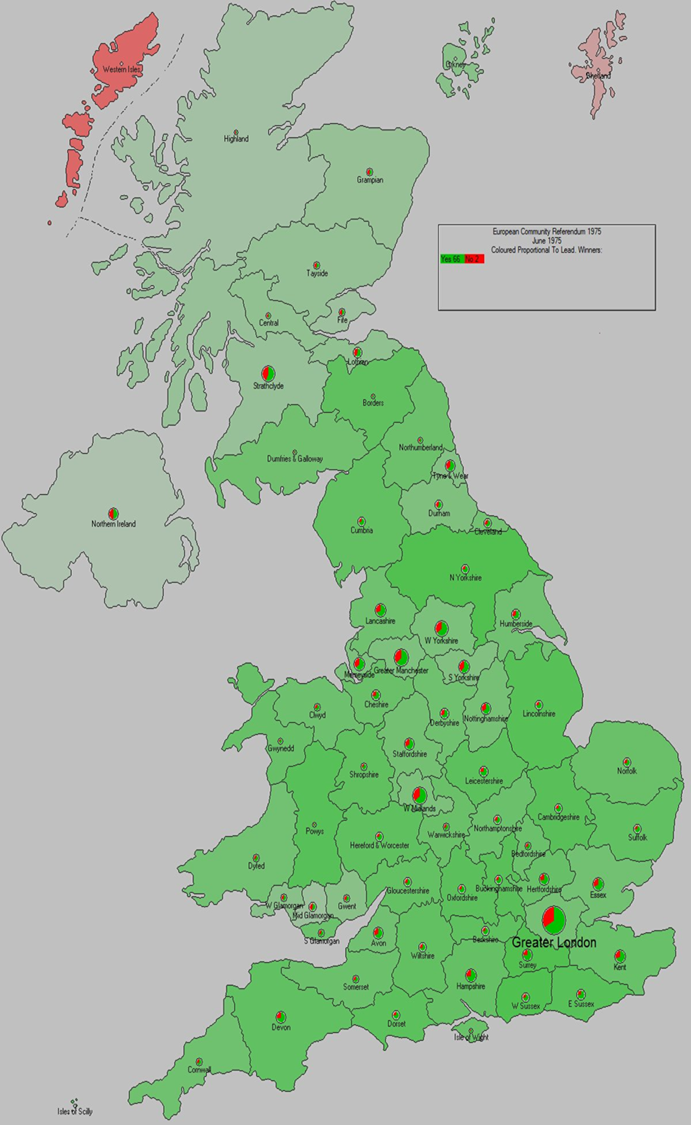 Western Isles
Orkney
Shetland
Highland
Grampian
European Community Referendum 1975
June 1975
Coloured Proportional To Lead. Winners:
Yes 66 No 2
Tayside
Central
Fife
Lothian
Strathclyde
Borders
Northumberland
Dumfries & Galloway
Tyne & Wear
Northern Ireland
Durham
Cumbria
Cleveland
N Yorkshire
Lancashire
Humberside
W Yorkshire
Merseyside
Greater Manchester
S Yorkshire
Cheshire
Clwyd
Derbyshire
Nottinghamshire
Lincolnshire
Gwynedd
Staffordshire
Shropshire
Leicestershire
Norfolk
W Midlands
Cambridgeshire
Powys
Warwickshire
Northamptonshire
Suffolk
Hereford & Worcester
Bedfordshire
Dyfed
Gloucestershire
Oxfordshire
Buckinghamshire
Hertfordshire
Essex
W Glamorgan
Mid Glamorgan
Gwent
S Glamorgan
Avon
Wiltshire
Berkshire
Greater London
Surrey
Kent
Somerset
Hampshire
W Sussex
E Sussex
Devon
Dorset
Isle of Wight
Cornwall
Isles of Scilly